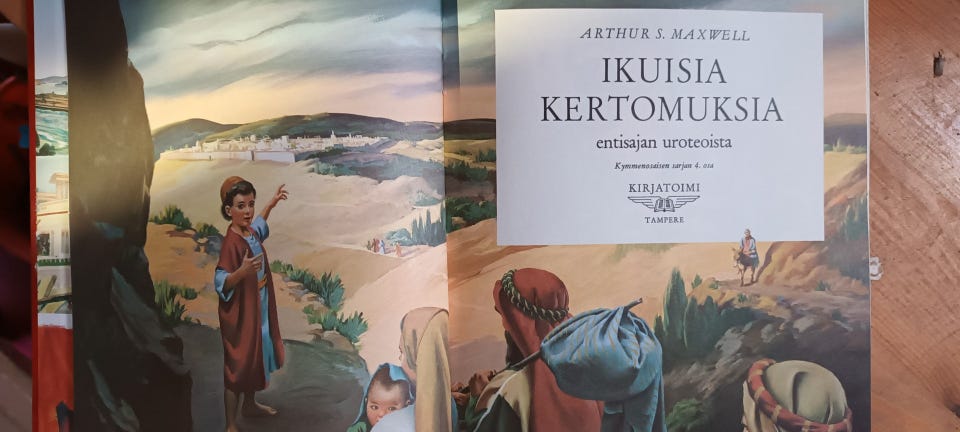 ARTHUR S. MAXWELL
IKUISIA
KERTOMUKSIA
entisajan uroteoista
Kymmenosaisen sarjan 4. osa
KIRJATOIMI
TAMPERE